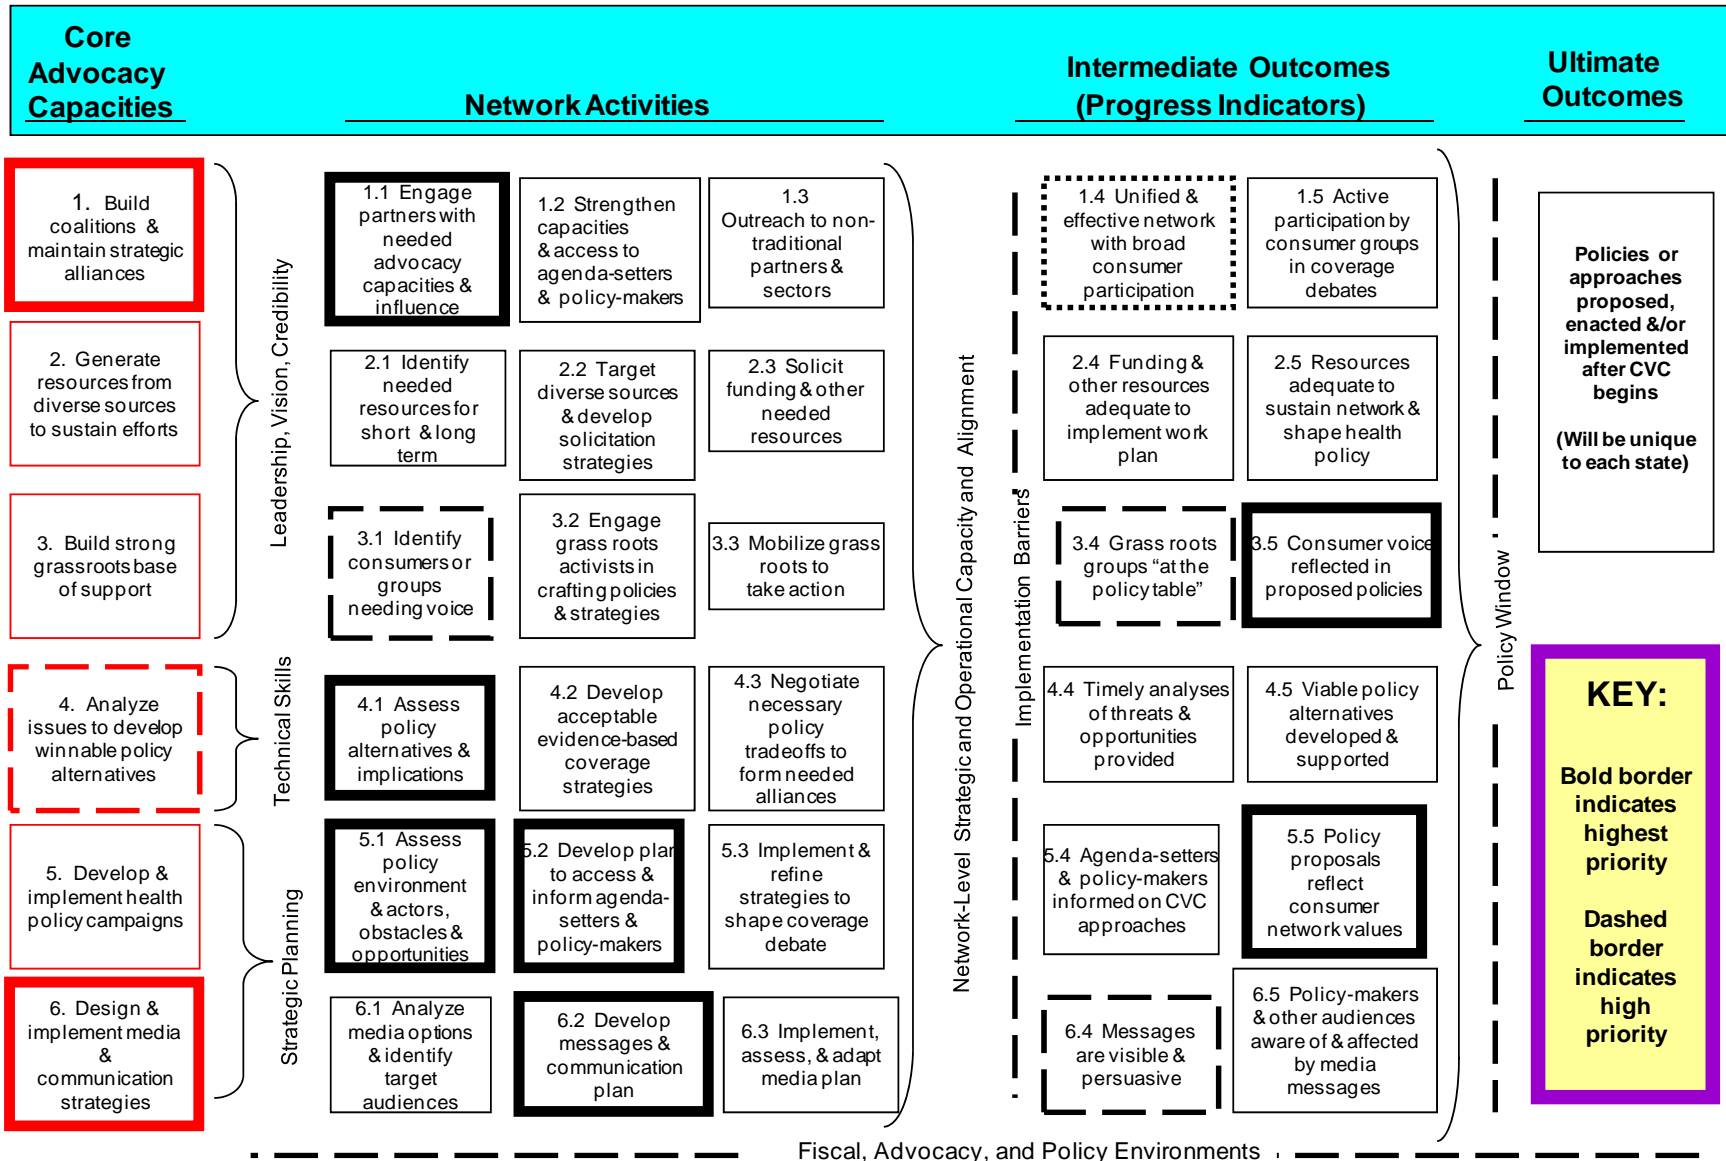 Core
Advocacy
Capacities
Network Activities
Intermediate Outcomes
(Progress Indicators)
Ultimate
Outcomes
1. Build
coalitions &
maintain strategic
alliances
2. Generate
resources from
diverse sources
to sustain efforts
3. Build strong
grassroots base
of support
4. Analyze
issues to develop
winnable policy
alternatives
5. Develop &
implement health
policy campaigns
6. Design &
implement media
&
communication
strategies
Leadership, Vision, Credibility
Technical Skills
Strategic Planning
1.1 Engage
partners with
needed
advocacy
capacities &
influence
1.2 Strengthen
capacities
& access to
agenda-setters
& policy-makers
1.3
Outreach to non-
traditional
partners &
sectors
2.1 Identify
needed
resources for
short & long
term
2.2 Target
diverse sources
& develop
solicitation
strategies
2.3 Solicit
funding & other
needed
resources
3.1 Identify
consumers or
groups
needing voice
3.2 Engage
grass roots
activists in
crafting policies
& strategies
3.3 Mobilize grass
roots to
take action
4.1 Assess
policy
alternatives &
implications
4.2 Develop
acceptable
evidence-based
coverage
strategies
4.3 Negotiate
necessary
policy
tradeoffs to
form needed
alliances
5.1 Assess
policy
environment
& actors,
obstacles &
opportunities
5.2 Develop plan
to access &
inform agenda-
setters &
policy-makers
5.3 Implement &
refine
strategies to
shape coverage
debate
6.1 Analyze
media options
& identify
target
audiences
6.2 Develop
messages &
communication
plan
6.3 Implement,
assess, & adapt
media plan
Network-Level Strategic and Operational Capacity and Alignment
Implementation Barriers
1.4 Unified &
effective network
with broad
consumer
participation
1.5 Active
participation by
consumer groups
in coverage
debates
2.4 Funding &
other resources
adequate to
implement work
plan
2.5 Resources
adequate to
sustain network &
shape health
policy
3.4 Grass roots
groups “at the
policy table”
3.5 Consumer voice
reflected in
proposed policies
4.4 Timely analyses
of threats &
opportunities
provided
4.5 Viable policy
alternatives
developed &
supported
5.4 Agenda-setters
& policy-makers
informed on CVC
approaches
5.5 Policy
proposals
reflect
consumer
network values
6.4 Messages
are visible &
persuasive
6.5 Policy-makers
& other audiences
aware of & affected
by media
messages
Policy Window
Policies or
approaches
proposed,
enacted &/or
implemented
after CVC
begins
(Will be unique
to each state)
KEY:
Bold border
indicates
highest
priority
Dashed
border
indicates
high
priority
Fiscal, Advocacy, and Policy Environments